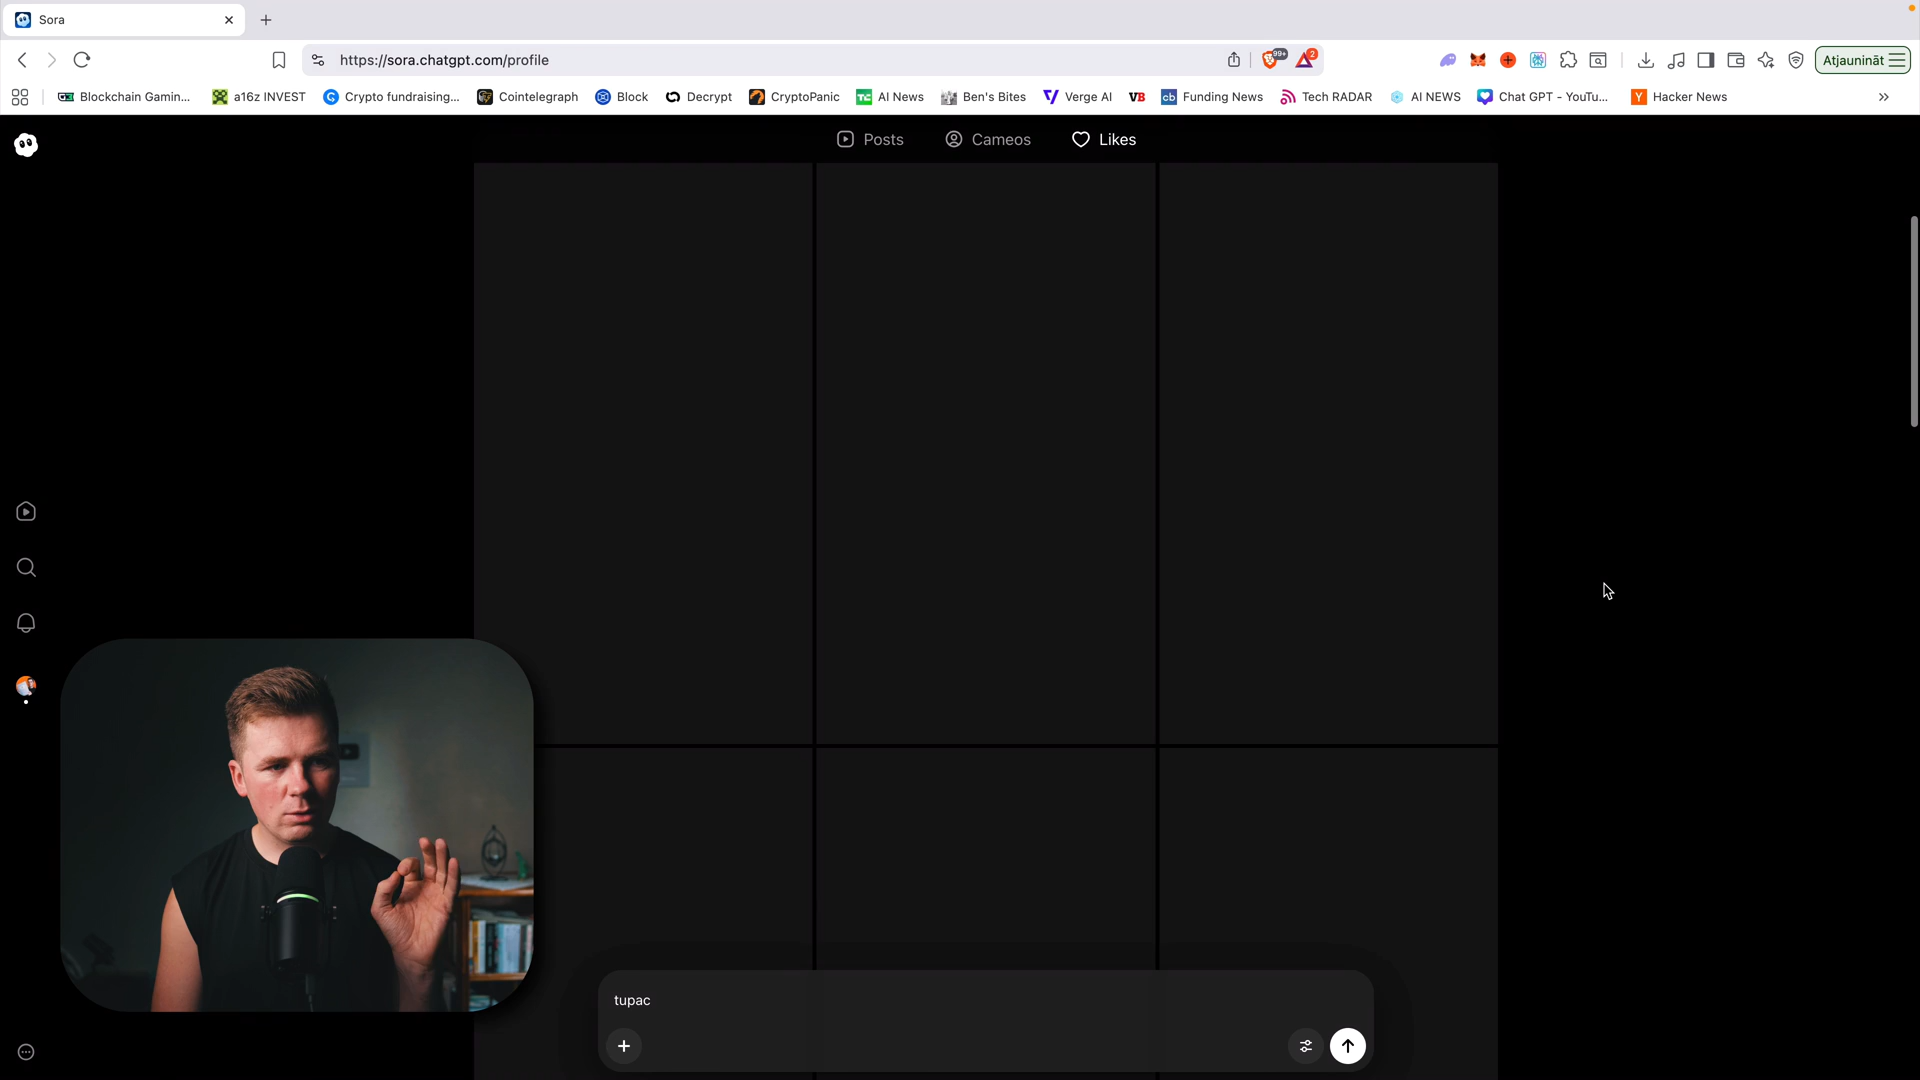 Sora
https://sora.chatgpt.com/profile
99+
2
Atjaunināt
Blockchain Gamin...
a16z INVEST
Crypto fundraising...
Cointelegraph
Block
Decrypt
CryptoPanic
AI News
Ben's Bites
Verge AI
VB
Funding News
Tech RADAR
AI NEWS
Chat GPT - YouTu...
Hacker News
Posts
Cameos
Likes
tupac